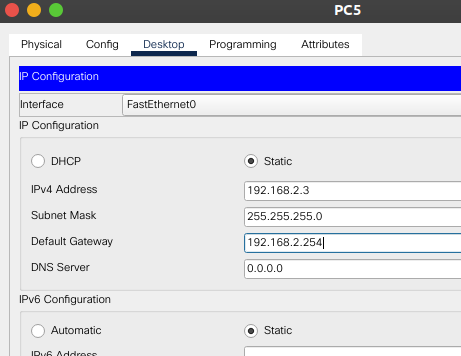 PC5
Physical Config Desktop Programming Attributes
IP Configuration
Interface FastEthernet0
IP Configuration
DHCP Static
IPv4 Address 192.168.2.3
Subnet Mask 255.255.255.0
Default Gateway 192.168.2.254
DNS Server 0.0.0.0
IPv6 Configuration
Automatic Static
IPv6 Address